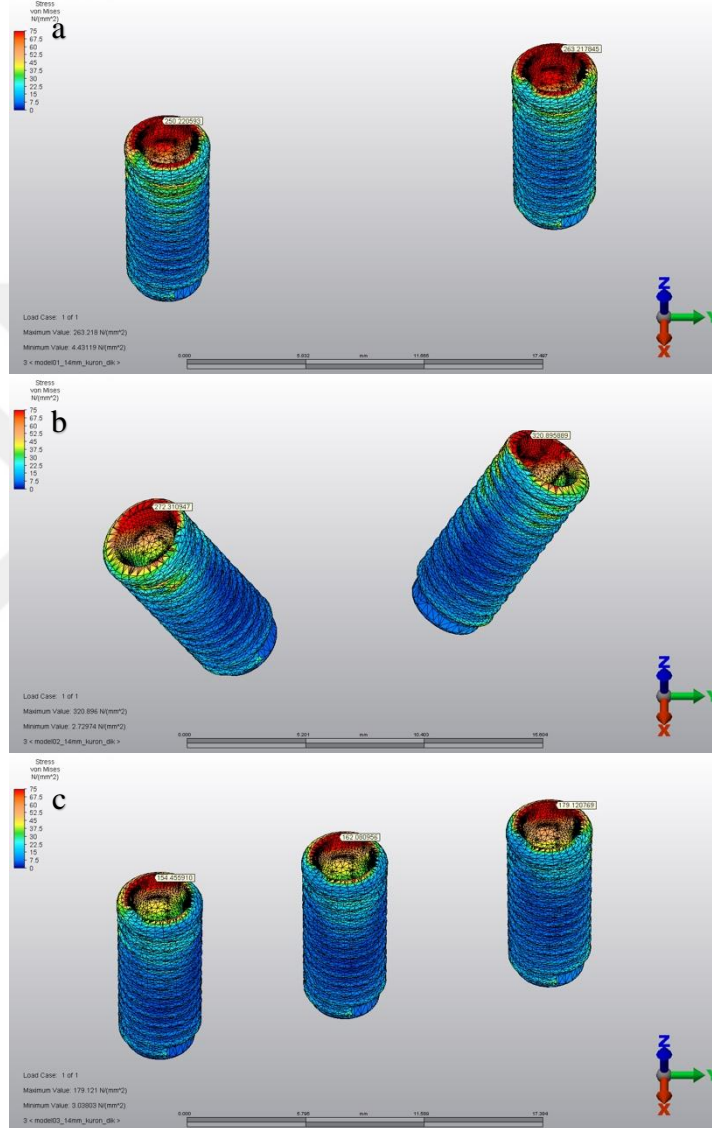 Stress
von Mises
N/(mm^2)
75
67.5
60
52.5
45
37.5
30
22.5
15
7.5
0
a
250.220593
263.217845
Load Case: 1 of 1
Maximum Value: 263.218 N/(mm^2)
Minimum Value: 4.43119 N/(mm^2)
3 < model01_14mm_kuron_dik >
0.000
5.832
mm
11.665
17.497
Z
Y
X
Stress
von Mises
N/(mm^2)
75
67.5
60
52.5
45
37.5
30
22.5
15
7.5
0
b
272.310947
320.895889
Load Case: 1 of 1
Maximum Value: 320.896 N/(mm^2)
Minimum Value: 2.72974 N/(mm^2)
3 < model02_14mm_kuron_dik >
0.000
5.201
mm
10.403
15.604
Z
Y
X
Stress
von Mises
N/(mm^2)
75
67.5
60
52.5
45
37.5
30
22.5
15
7.5
0
c
154.455910
162.080956
179.120769
Load Case: 1 of 1
Maximum Value: 179.121 N/(mm^2)
Minimum Value: 3.03803 N/(mm^2)
3 < model03_14mm_kuron_dik >
0.000
mm
Z
Y
X